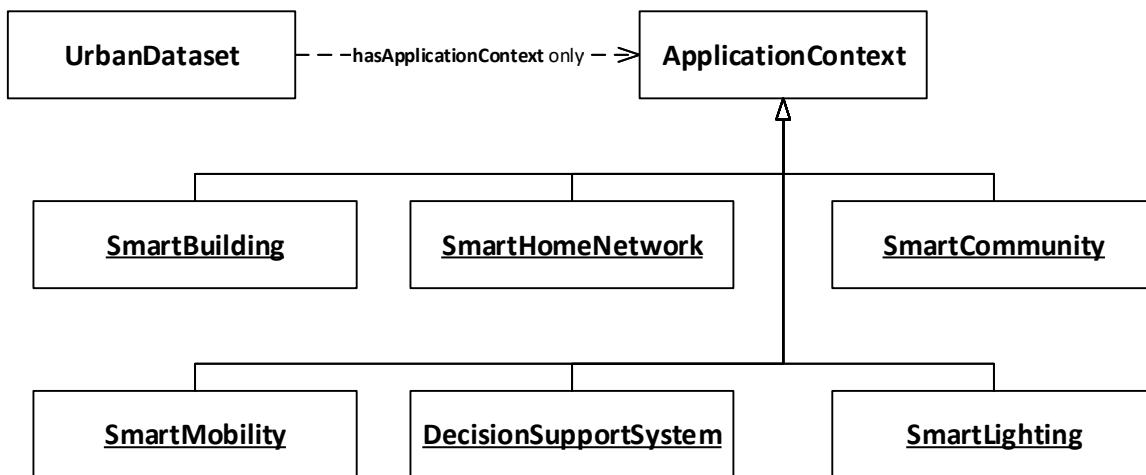 UrbanDataset
hasApplicationContext only
ApplicationContext
SmartBuilding
SmartHomeNetwork
SmartCommunity
SmartMobility
DecisionSupportSystem
SmartLighting